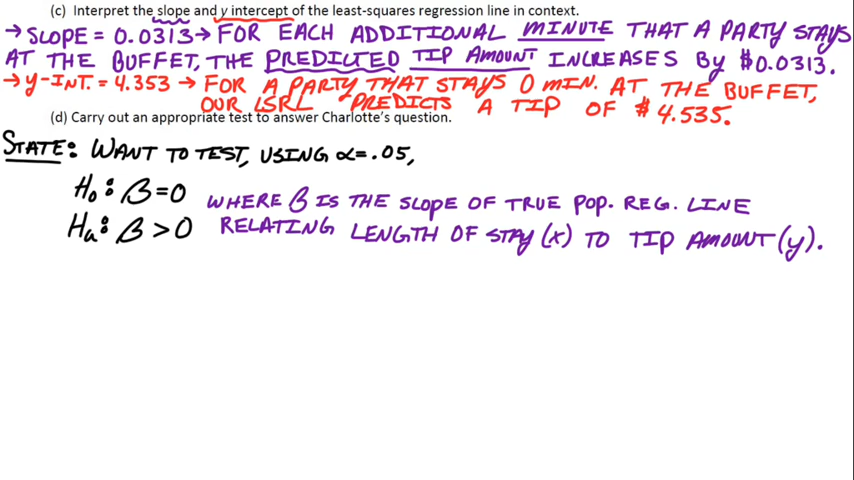 (c) Interpret the slope and y intercept of the least-squares regression line in context.
→ SLOPE = 0.0313 → FOR EACH ADDITIONAL MINUTE THAT A PARTY STAYS
AT THE BUFFET, THE PREDICTED TIP AMOUNT INCREASES BY $0.0313.
→ y-INT. = 4.353 → FOR A PARTY THAT STAYS 0 MIN. AT THE BUFFET,
OUR LSRL PREDICTS A TIP OF $4.535.
(d) Carry out an appropriate test to answer Charlotte's question.
STATE: WANT TO TEST, USING α=.05,
H₀: β=0 WHERE β IS THE SLOPE OF TRUE POP. REG. LINE
Hₐ: β>0 RELATING LENGTH OF STAY (x) TO TIP AMOUNT (y).